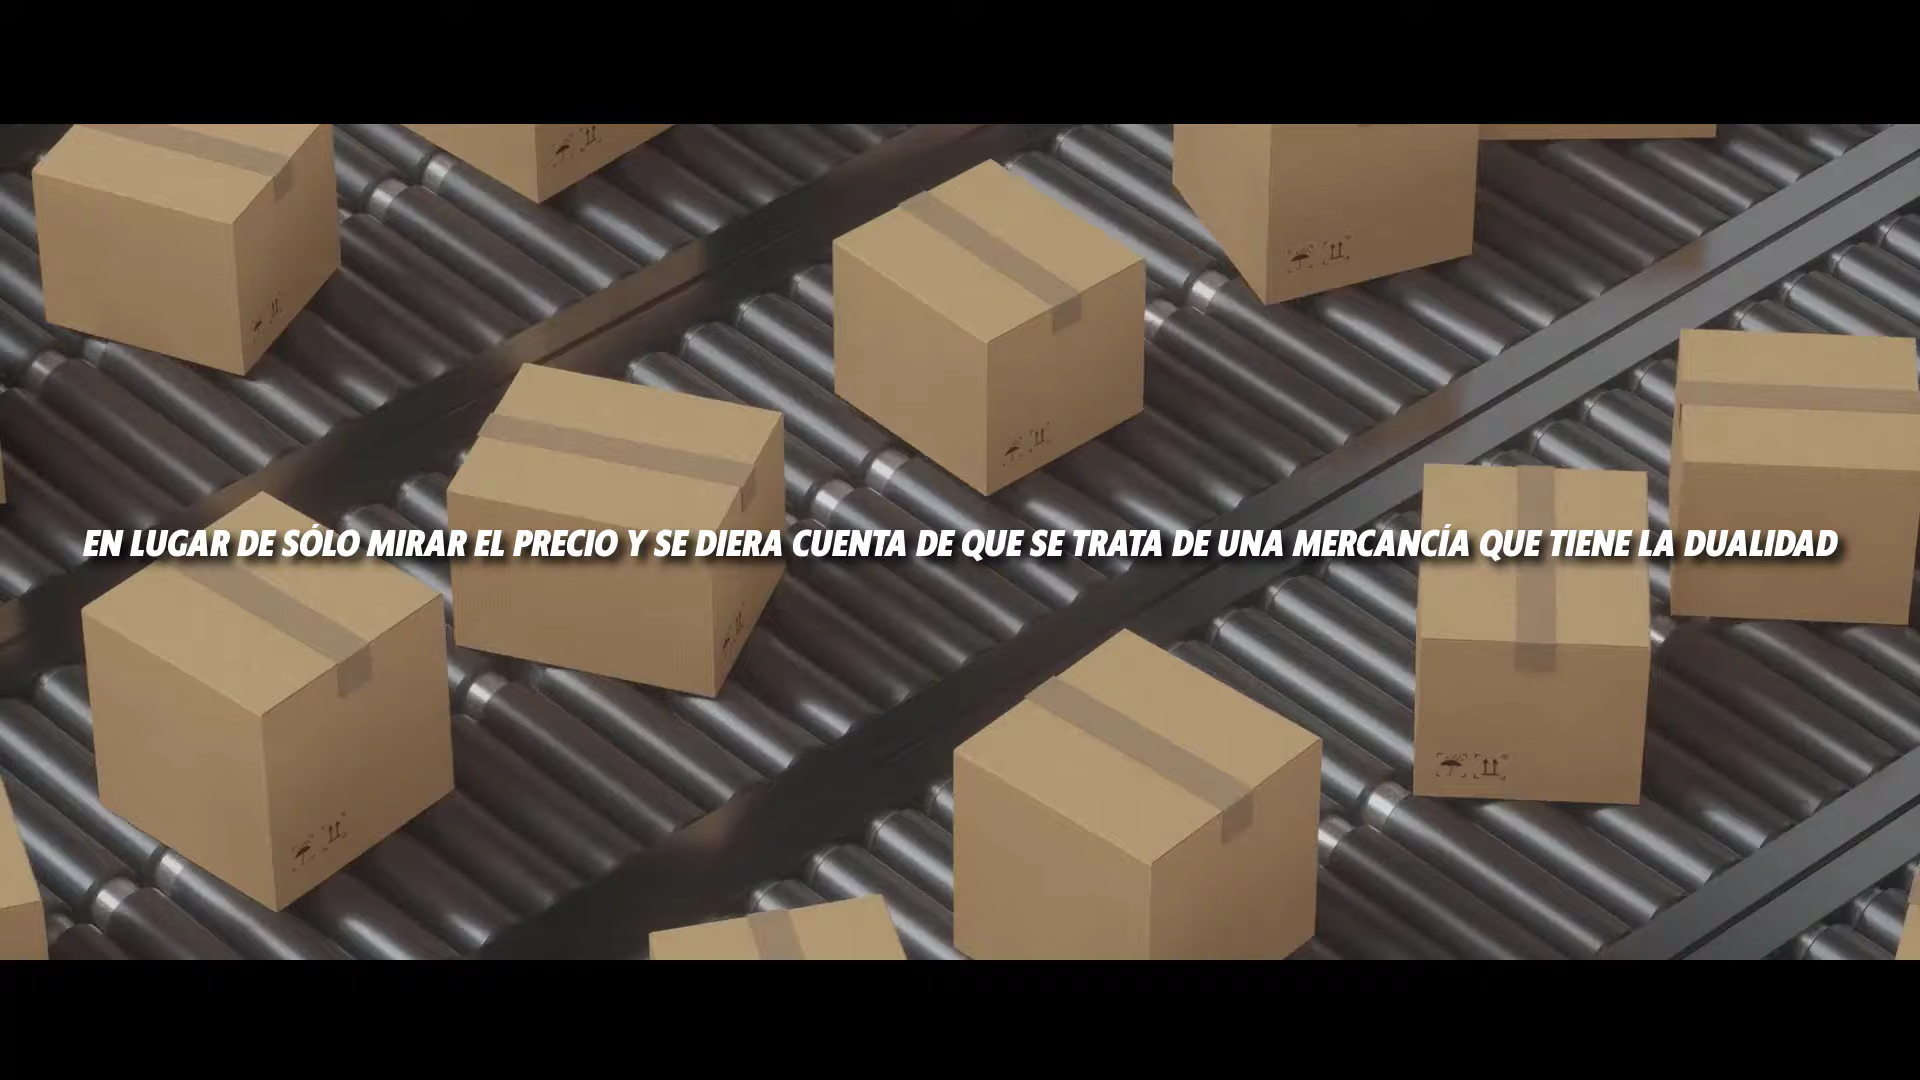 EN LUGAR DE SÓLO MIRAR EL PRECIO Y SE DIERA CUENTA DE QUE SE TRATA DE UNA MERCANCÍA QUE TIENE LA DUALIDAD